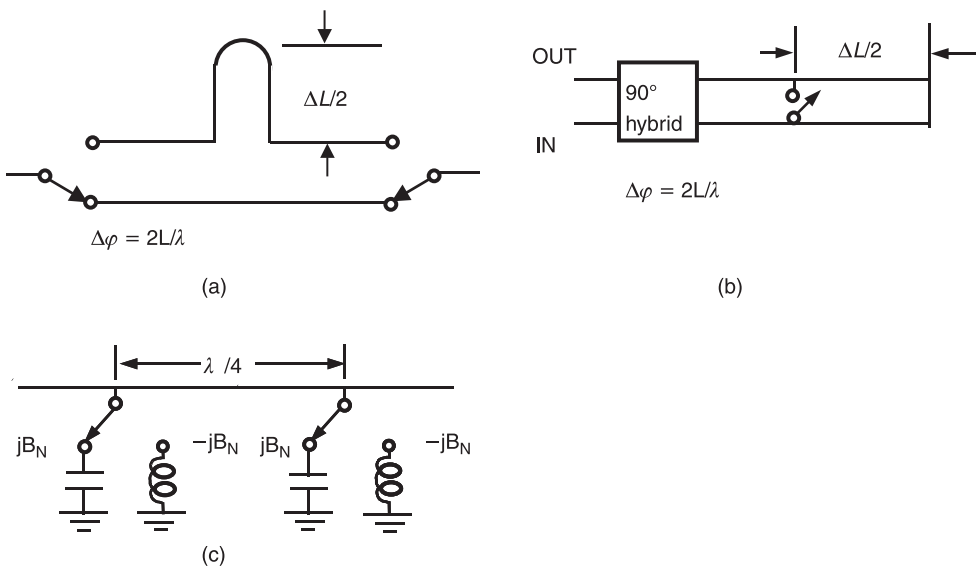 ΔL/2
Δφ = 2L/λ
(a)
OUT
ΔL/2
90°
hybrid
IN
Δφ = 2L/λ
(b)
λ /4
jB_N
−jB_N
jB_N
−jB_N
(c)